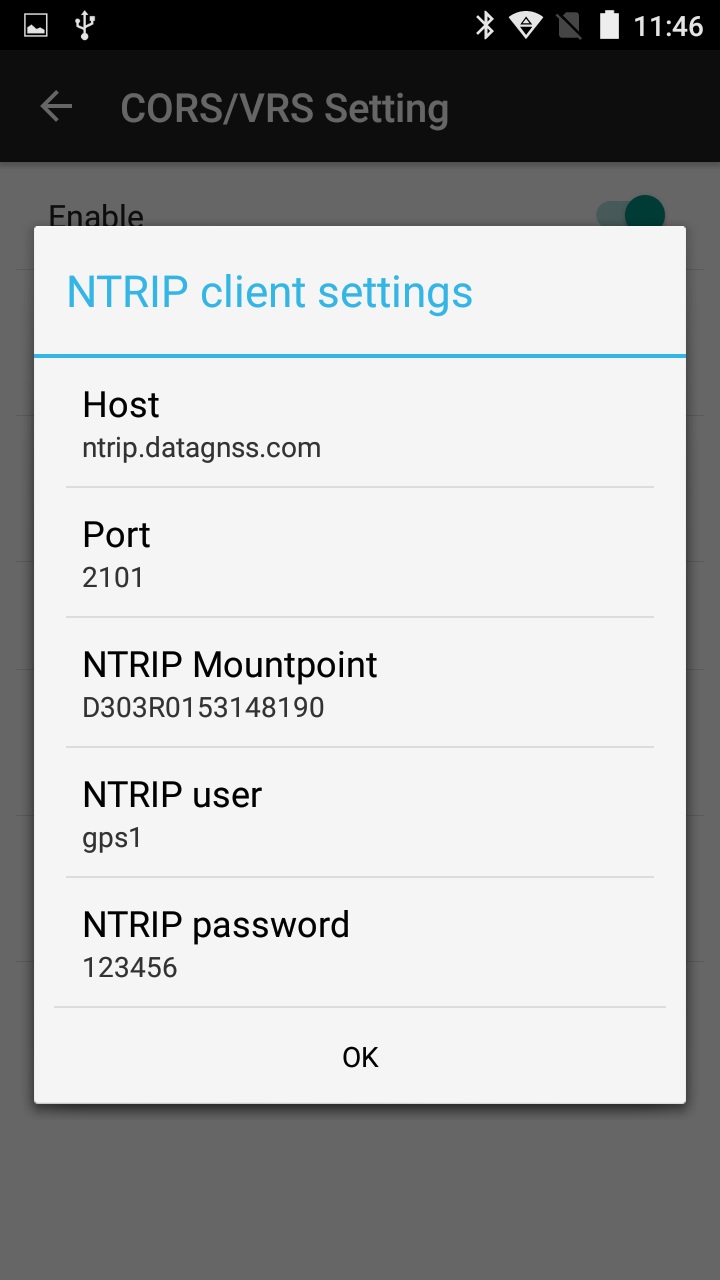 11:46
CORS/VRS Setting
Enable
NTRIP client settings
Host
ntrip.datagnss.com
Port
2101
NTRIP Mountpoint
D303R0153148190
NTRIP user
gps1
NTRIP password
123456
OK